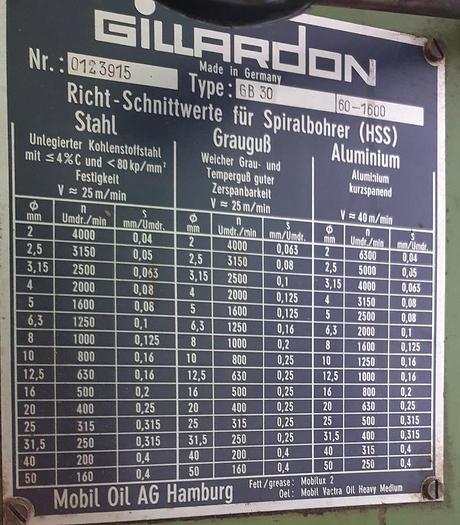 GILLARDON
Made in Germany
Nr.: 0123915 Type: GB 30 60-1600
Richt-Schnittwerte für Spiralbohrer (HSS)
Stahl Grauguß Aluminium
Unlegierter Kohlenstoffstahl Weicher Grau- und Aluminium
mit ≤ 4%C und < 80 kp/mm² Temperguß guter kurzspanend
Festigkeit Zerspanbarkeit
V ≈ 25 m/min V ≈ 25 m/min V ≈ 40 m/min
Φ n s Φ n s Φ n s
mm Umdr./min mm/Umdr. mm Umdr./min mm/Umdr. mm Umdr./min mm/Umdr.
2 4000 0,04 2 4000 0,063 2 6300 0,04
2,5 3150 0,05 2,5 3150 0,08 2,5 5000 0,05
3,15 2500 0,063 3,15 2500 0,1 3,15 4000 0,063
4 2000 0,08 4 2000 0,125 4 3150 0,08
5 1600 0,08 5 1600 0,125 5 2500 0,08
6,3 1250 0,1 6,3 1250 0,16 6,3 2000 0,1
8 1000 0,125 8 1000 0,2 8 1600 0,125
10 800 0,16 10 800 0,25 10 1250 0,16
12,5 630 0,16 12,5 630 0,25 12,5 1000 0,16
16 500 0,2 16 500 0,25 16 800 0,2
20 400 0,25 20 400 0,25 20 630 0,25
25 315 0,315 25 315 0,25 25 500 0,315
31,5 250 0,315 31,5 250 0,25 31,5 400 0,315
40 200 0,4 40 200 0,4 40 315 0,4
50 160 0,4 50 160 0,4 50 250 0,4
Mobil Oil AG Hamburg Fett/grease: Mobilux 2
Oel: Mobil Vactra Oil Heavy Medium